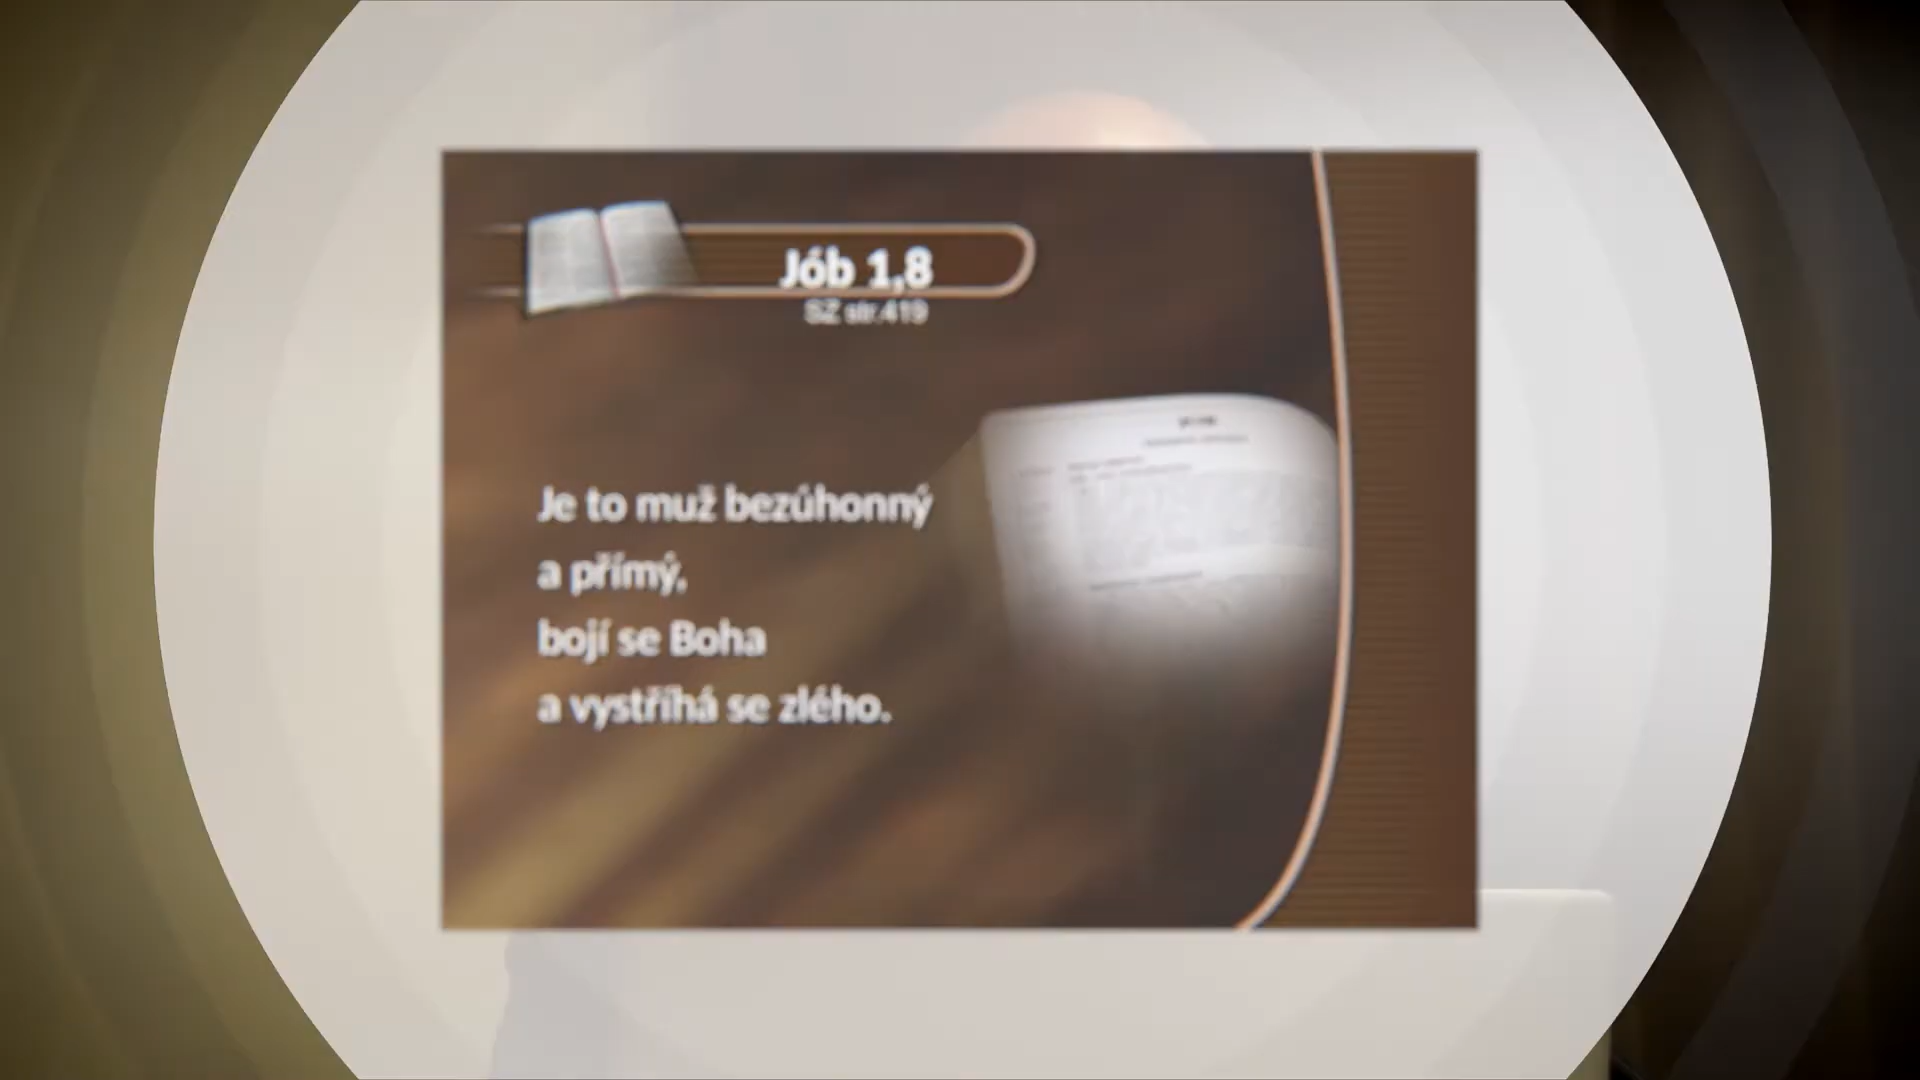 Jób 1,8
SZ str.419
Je to muž bezúhonný
a přímý,
bojí se Boha
a vystříhá se zlého.